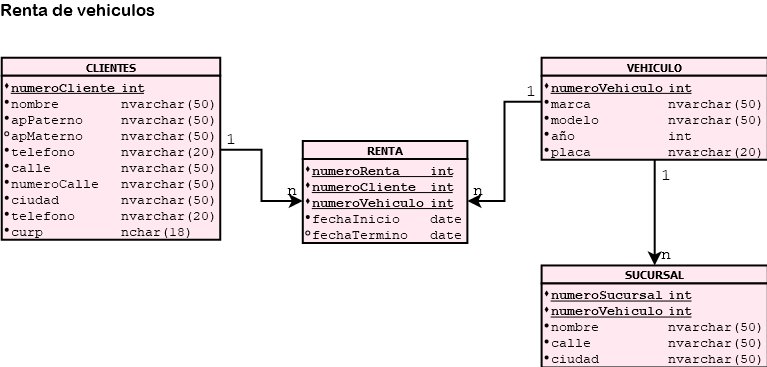 Renta de vehiculos
CLIENTES
numeroCliente int
nombre nvarchar(50)
apPaterno nvarchar(50)
apMaterno nvarchar(50)
telefono nvarchar(20)
calle nvarchar(50)
numeroCalle nvarchar(50)
ciudad nvarchar(50)
telefono nvarchar(20)
curp nchar(18)
1
n
RENTA
numeroRenta int
numeroCliente int
numeroVehiculo int
fechaInicio date
fechaTermino date
n
1
VEHICULO
numeroVehiculo int
marca nvarchar(50)
modelo nvarchar(50)
año int
placa nvarchar(20)
1
n
SUCURSAL
numeroSucursal int
numeroVehiculo int
nombre nvarchar(50)
calle nvarchar(50)
ciudad nvarchar(50)